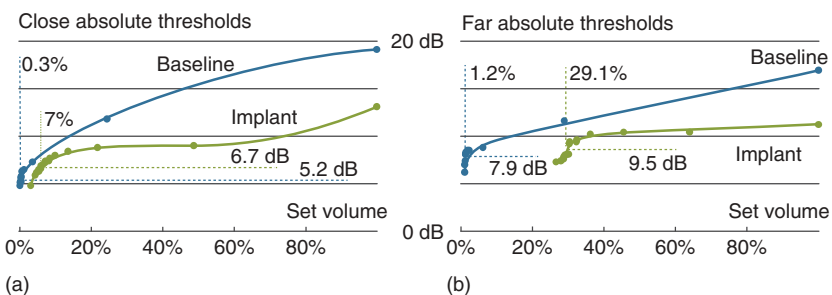 Close absolute thresholds
0.3%
Baseline
7%
Implant
6.7 dB
5.2 dB
Set volume
0% 20% 40% 60% 80%
(a)
Far absolute thresholds
20 dB
Baseline
1.2%
29.1%
Implant
7.9 dB
9.5 dB
Set volume
0 dB
0% 20% 40% 60% 80%
(b)